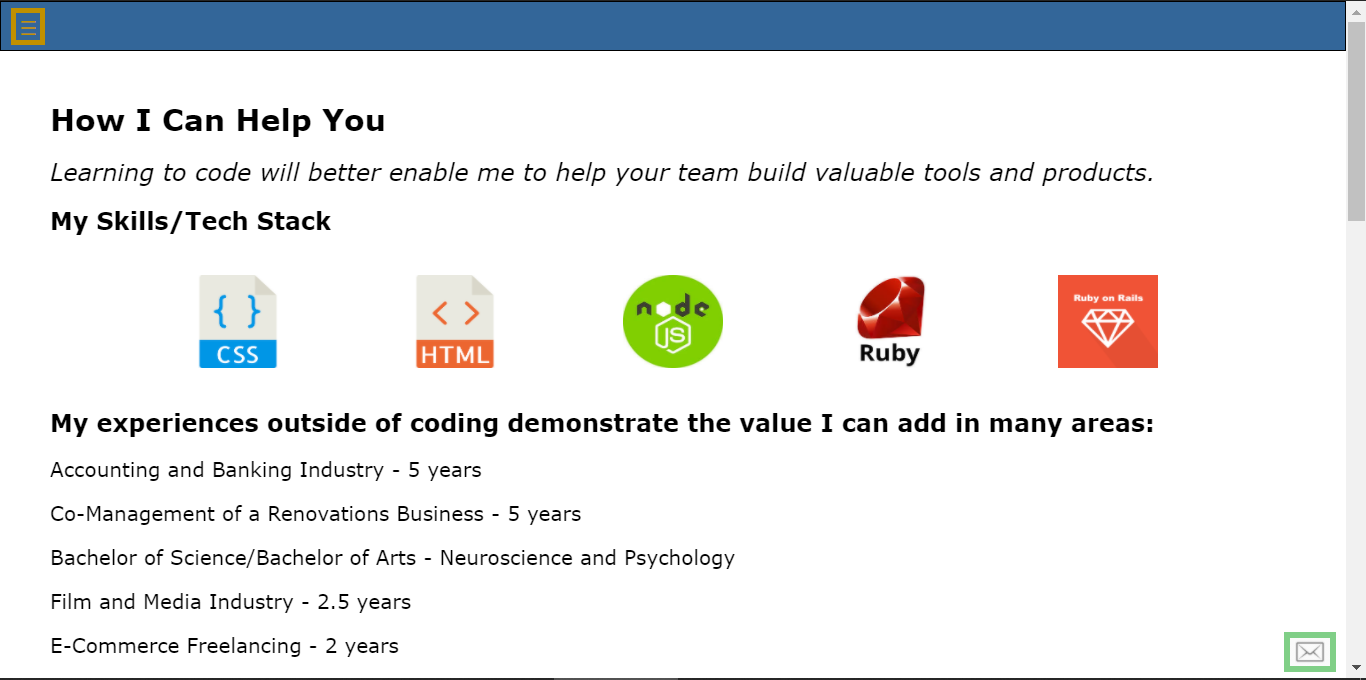 How I Can Help You
Learning to code will better enable me to help your team build valuable tools and products.
My Skills/Tech Stack
{ } CSS
< > HTML
node JS
Ruby
Ruby on Rails
My experiences outside of coding demonstrate the value I can add in many areas:
Accounting and Banking Industry - 5 years
Co-Management of a Renovations Business - 5 years
Bachelor of Science/Bachelor of Arts - Neuroscience and Psychology
Film and Media Industry - 2.5 years
E-Commerce Freelancing - 2 years